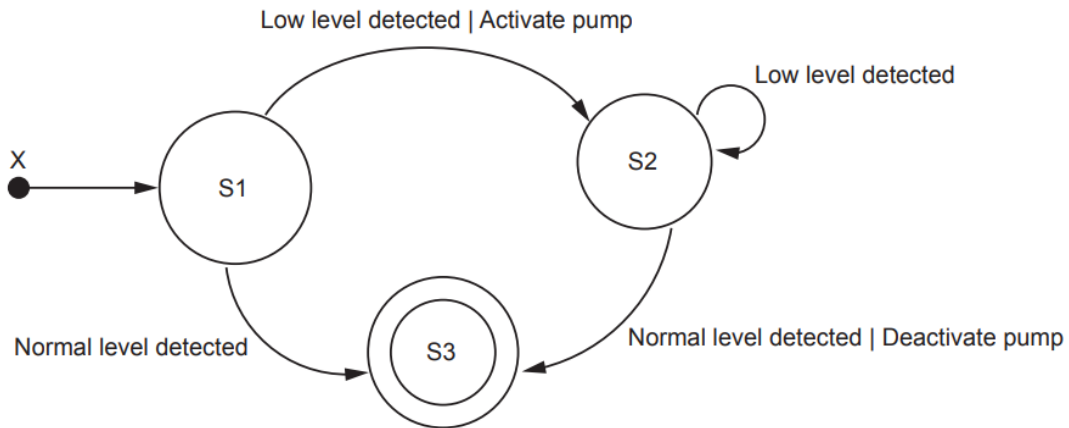 Low level detected | Activate pump
Low level detected
X
S1
S2
Normal level detected
S3
Normal level detected | Deactivate pump